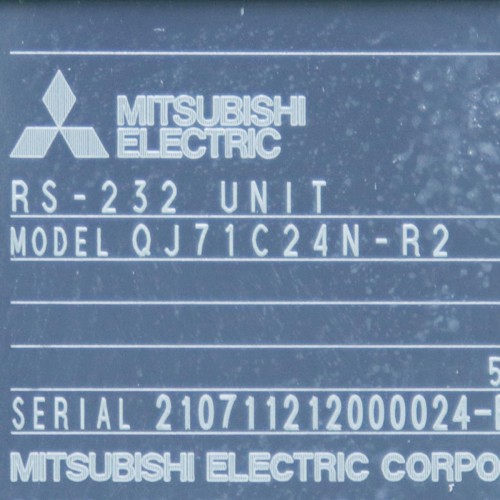 MITSUBISHI
ELECTRIC
RS-232 UNIT
MODEL QJ71C24N-R2
5
SERIAL 210711212000024-
MITSUBISHI ELECTRIC CORPO